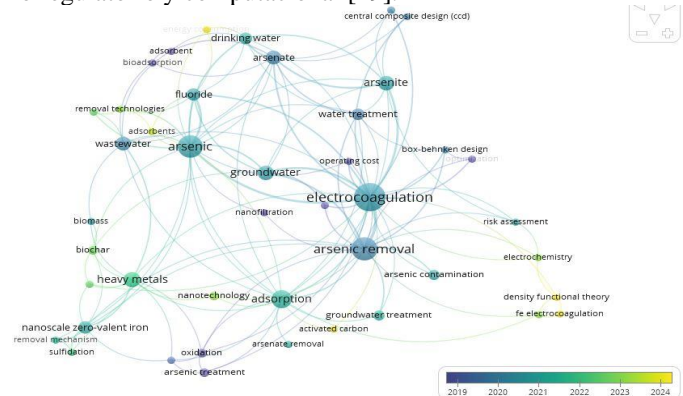 central composite design (ccd)
drinking water
adsorbent
arsenate
bioadsorption
arsenite
fluoride
removal technologies
water treatment
adsorbents
wastewater
arsenic
box-behnken design
operating cost
groundwater
electrocoagulation
nanofiltration
biomass
risk assessment
arsenic removal
biochar
electrochemistry
heavy metals
arsenic contamination
nanotechnology
adsorption
density functional theory
groundwater treatment
fe electrocoagulation
nanoscale zero-valent iron
activated carbon
removal mechanism
arsenate removal
sulfidation
oxidation
arsenic treatment
2019 2020 2021 2022 2023 2024